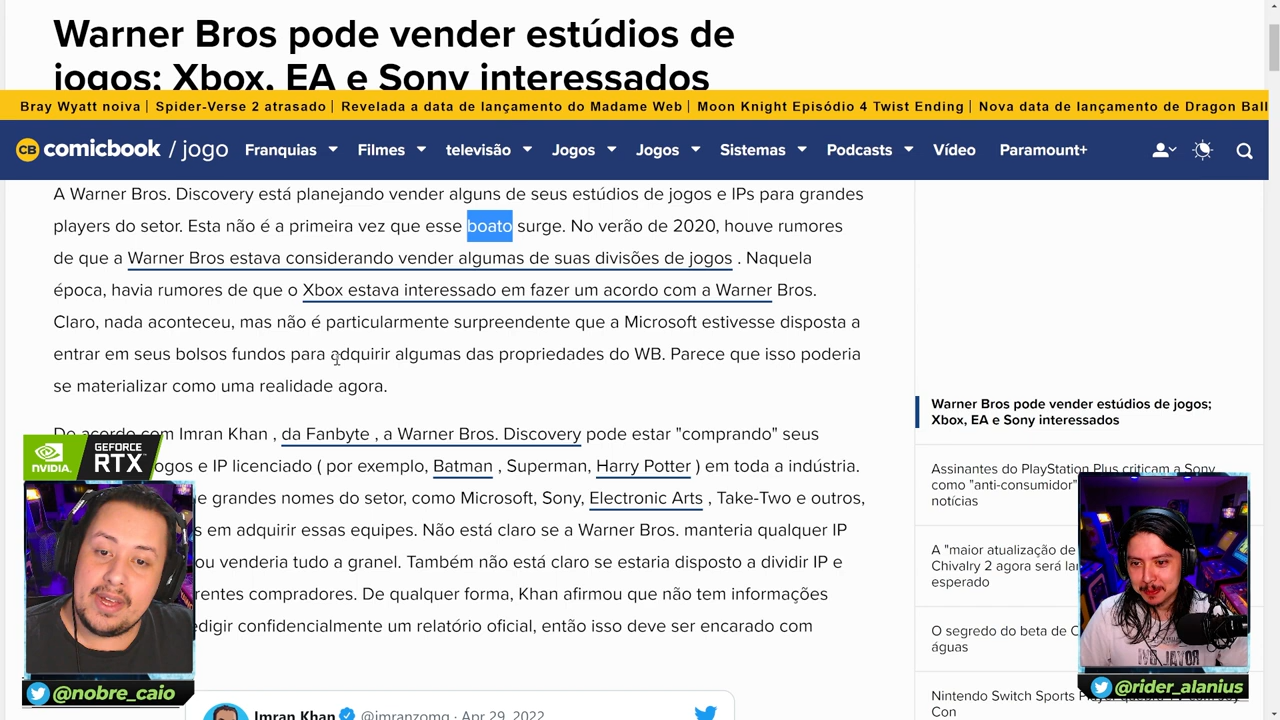 Warner Bros pode vender estúdios de
jogos; Xbox, EA e Sony interessados
Bray Wyatt noiva | Spider-Verse 2 atrasado | Revelada a data de lançamento do Madame Web | Moon Knight Episódio 4 Twist Ending | Nova data de lançamento de Dragon Ball
CB comicbook / jogo Franquias Filmes televisão Jogos Jogos Sistemas Podcasts Vídeo Paramount+
A Warner Bros. Discovery está planejando vender alguns de seus estúdios de jogos e IPs para grandes
players do setor. Esta não é a primeira vez que esse boato surge. No verão de 2020, houve rumores
de que a Warner Bros estava considerando vender algumas de suas divisões de jogos . Naquela
época, havia rumores de que o Xbox estava interessado em fazer um acordo com a Warner Bros.
Claro, nada aconteceu, mas não é particularmente surpreendente que a Microsoft estivesse disposta a
entrar em seus bolsos fundos para adquirir algumas das propriedades do WB. Parece que isso poderia
se materializar como uma realidade agora.
De acordo com Imran Khan , da Fanbyte , a Warner Bros. Discovery pode estar "comprando" seus
ogos e IP licenciado ( por exemplo, Batman , Superman, Harry Potter ) em toda a indústria.
e grandes nomes do setor, como Microsoft, Sony, Electronic Arts , Take-Two e outros,
s em adquirir essas equipes. Não está claro se a Warner Bros. manteria qualquer IP
ou venderia tudo a granel. Também não está claro se estaria disposto a dividir IP e
rentes compradores. De qualquer forma, Khan afirmou que não tem informações
edigir confidencialmente um relatório oficial, então isso deve ser encarado com
Imran Khan @imranzomg · Apr 29, 2022
Warner Bros pode vender estúdios de jogos;
Xbox, EA e Sony interessados
Assinantes do PlayStation Plus criticam a Sony
como "anti-consumidor"
notícias
A "maior atualização de
Chivalry 2 agora será la
esperado
O segredo do beta de C
águas
Nintendo Switch Sports
Con
NVIDIA
GEFORCE
RTX
@nobre_caio
@rider_alanius